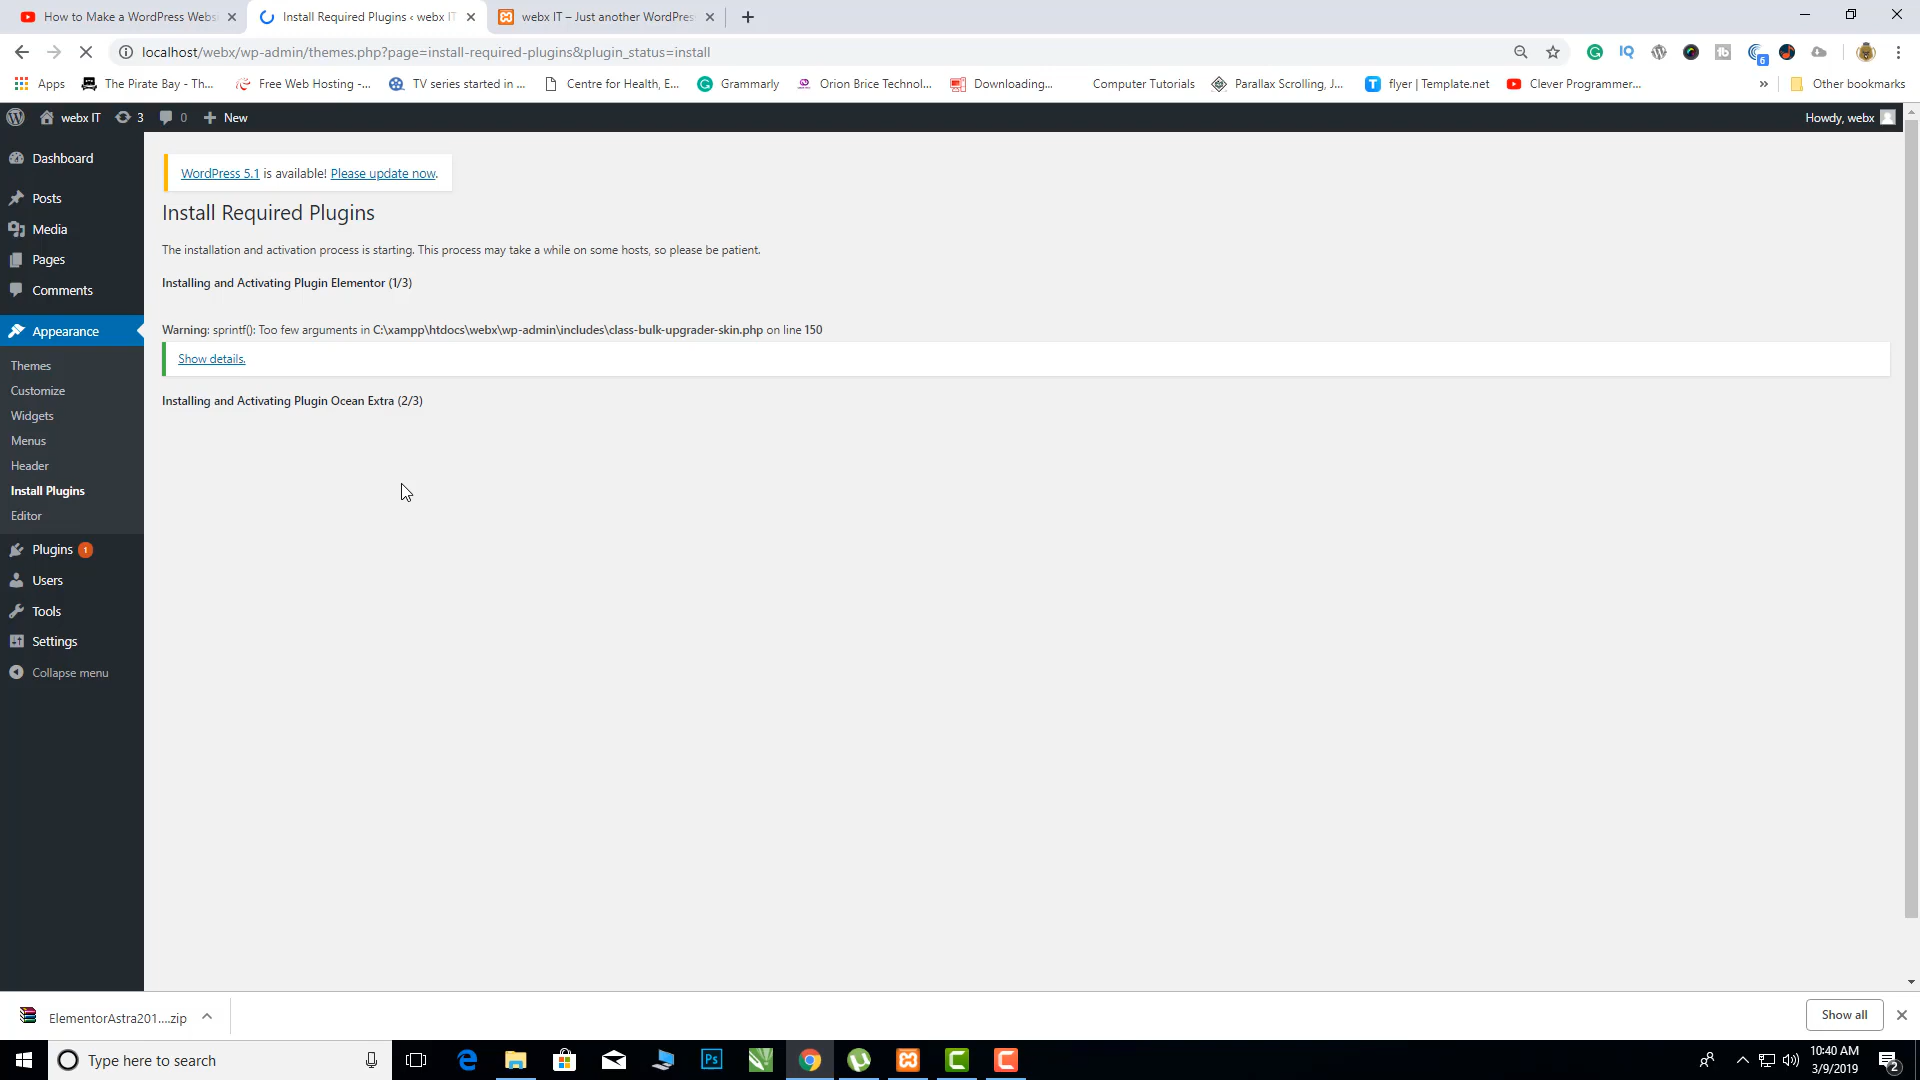 How to Make a WordPress Webs
Install Required Plugins ‹ webx IT
webx IT – Just another WordPres
localhost/webx/wp-admin/themes.php?page=install-required-plugins&plugin_status=install
Apps
The Pirate Bay - Th...
Free Web Hosting -...
TV series started in ...
Centre for Health, E...
Grammarly
Orion Brice Technol...
Downloading...
Computer Tutorials
Parallax Scrolling, J...
flyer | Template.net
Clever Programmer...
»
Other bookmarks
webx IT
3
0
New
Howdy, webx
Dashboard
Posts
Media
Pages
Comments
Appearance
Themes
Customize
Widgets
Menus
Header
Install Plugins
Editor
Plugins 1
Users
Tools
Settings
Collapse menu
WordPress 5.1 is available! Please update now.
Install Required Plugins
The installation and activation process is starting. This process may take a while on some hosts, so please be patient.
Installing and Activating Plugin Elementor (1/3)
Warning: sprintf(): Too few arguments in C:\xampp\htdocs\webx\wp-admin\includes\class-bulk-upgrader-skin.php on line 150
Show details.
Installing and Activating Plugin Ocean Extra (2/3)
ElementorAstra201....zip
Show all
Type here to search
Ps
10:40 AM
3/9/2019
2